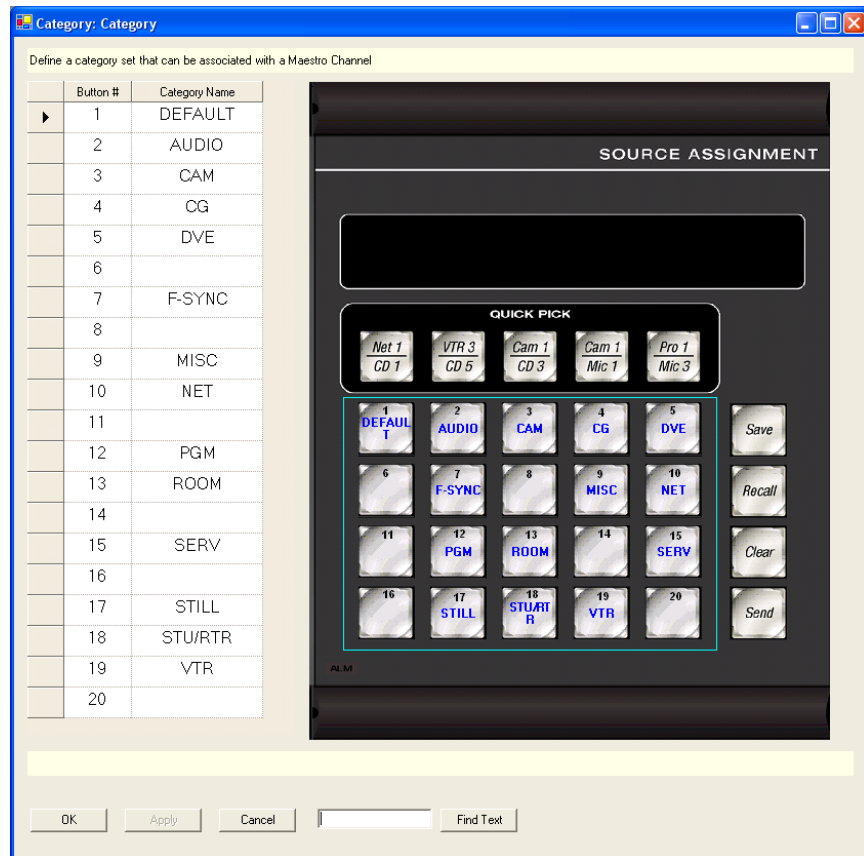 Category: Category
Define a category set that can be associated with a Maestro Channel
Button # Category Name
1 DEFAULT
2 AUDIO
3 CAM
4 CG
5 DVE
6
7 F-SYNC
8
9 MISC
10 NET
11
12 PGM
13 ROOM
14
15 SERV
16
17 STILL
18 STU/RTR
19 VTR
20
SOURCE ASSIGNMENT
QUICK PICK
Net 1 VTR 3 Cam 1 Cam 1 Pro 1
CD 1 CD 5 CD 3 Mic 1 Mic 3
1 2 3 4 5
DEFAUL AUDIO CAM CG DVE Save
T
6 7 8 9 10
F-SYNC MISC NET Recall
11 12 13 14 15
PGM ROOM SERV Clear
16 17 18 19 20
STILL STU/RT VTR Send
R
ALM
OK Apply Cancel Find Text